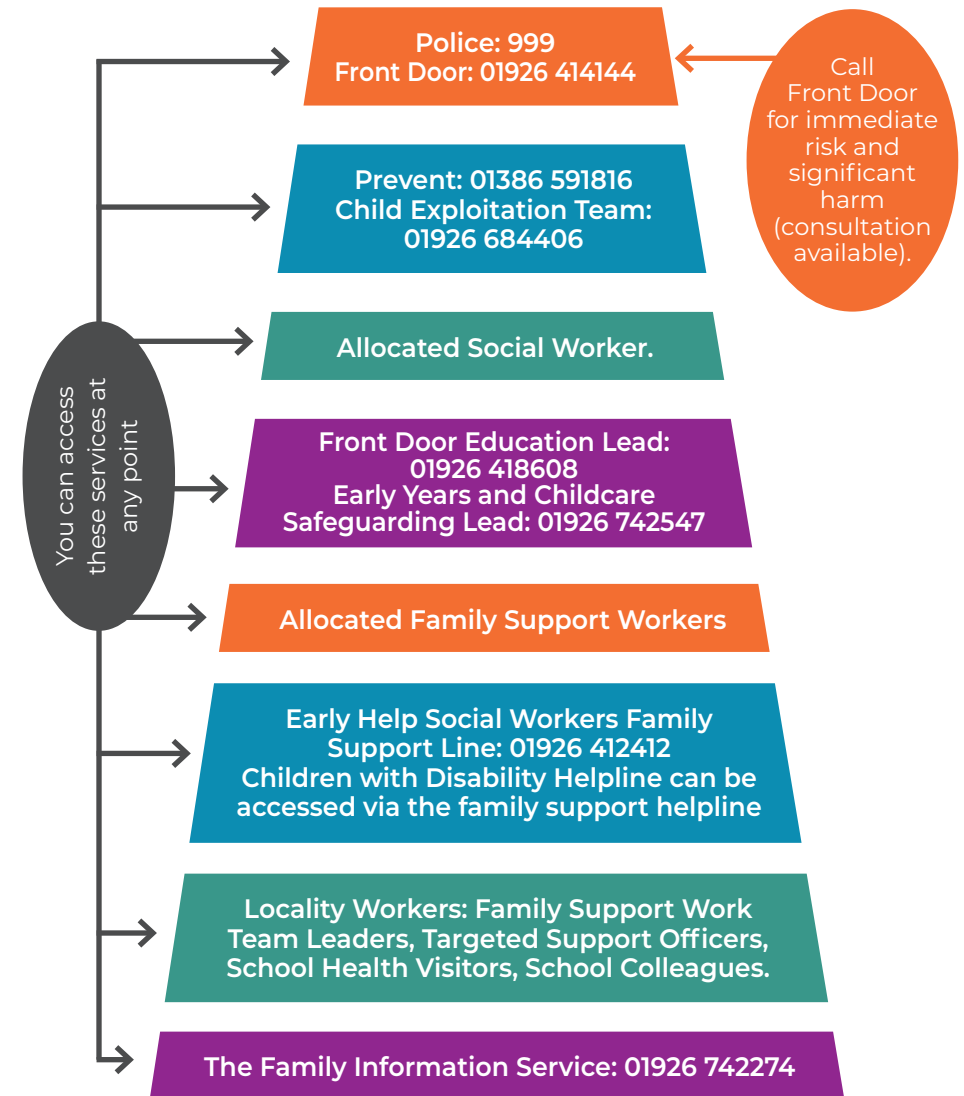 Police: 999
Front Door: 01926 414144
Call
Front Door
for immediate
risk and
significant
harm
(consultation
available).
Prevent: 01386 591816
Child Exploitation Team:
01926 684406
Allocated Social Worker.
You can access
these services at
any point
Front Door Education Lead:
01926 418608
Early Years and Childcare
Safeguarding Lead: 01926 742547
Allocated Family Support Workers
Early Help Social Workers Family
Support Line: 01926 412412
Children with Disability Helpline can be
accessed via the family support helpline
Locality Workers: Family Support Work
Team Leaders, Targeted Support Officers,
School Health Visitors, School Colleagues.
The Family Information Service: 01926 742274